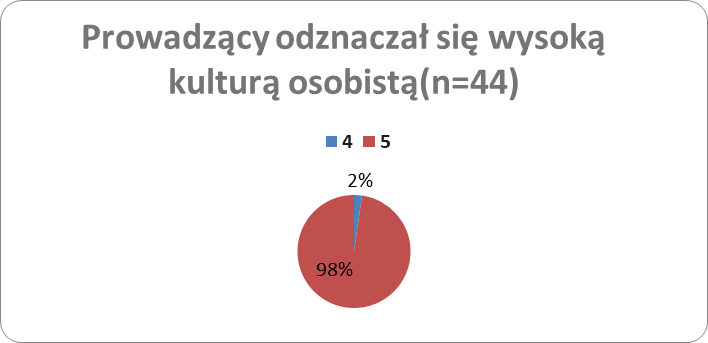 Prowadzący odznaczał się wysoką
kulturą osobistą(n=44)
4 5
2%
98%